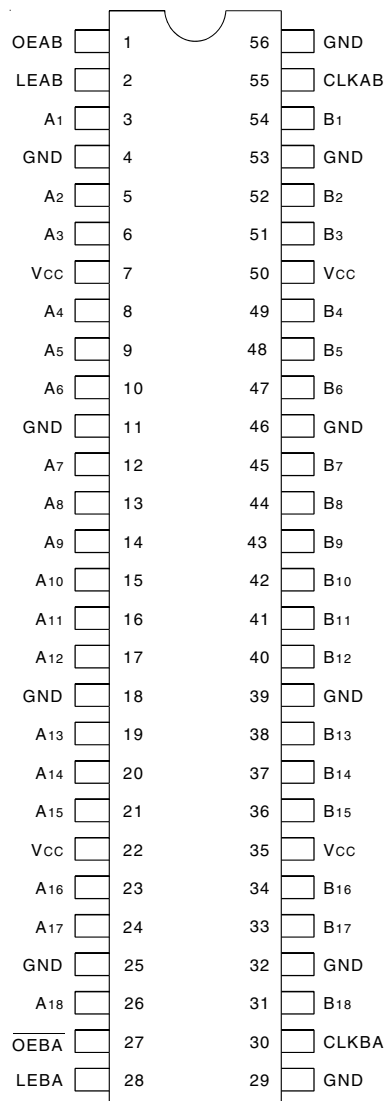 OEAB 1 56 GND
LEAB 2 55 CLKAB
A1 3 54 B1
GND 4 53 GND
A2 5 52 B2
A3 6 51 B3
VCC 7 50 VCC
A4 8 49 B4
A5 9 48 B5
A6 10 47 B6
GND 11 46 GND
A7 12 45 B7
A8 13 44 B8
A9 14 43 B9
A10 15 42 B10
A11 16 41 B11
A12 17 40 B12
GND 18 39 GND
A13 19 38 B13
A14 20 37 B14
A15 21 36 B15
VCC 22 35 VCC
A16 23 34 B16
A17 24 33 B17
GND 25 32 GND
A18 26 31 B18
O̅E̅B̅A̅ 27 30 CLKBA
LEBA 28 29 GND